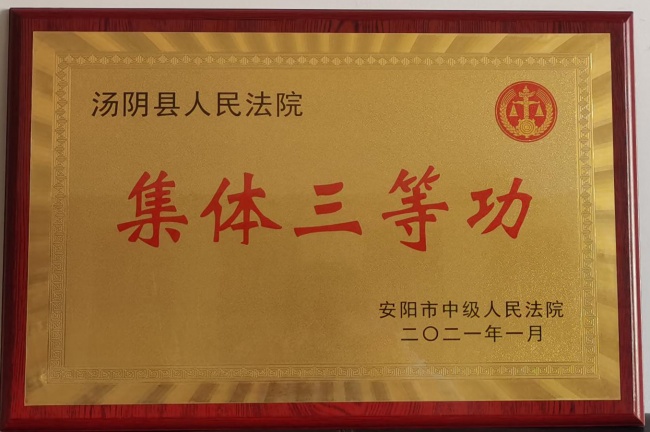 汤阴县人民法院
集体三等功
安阳市中级人民法院
二〇二一年一月